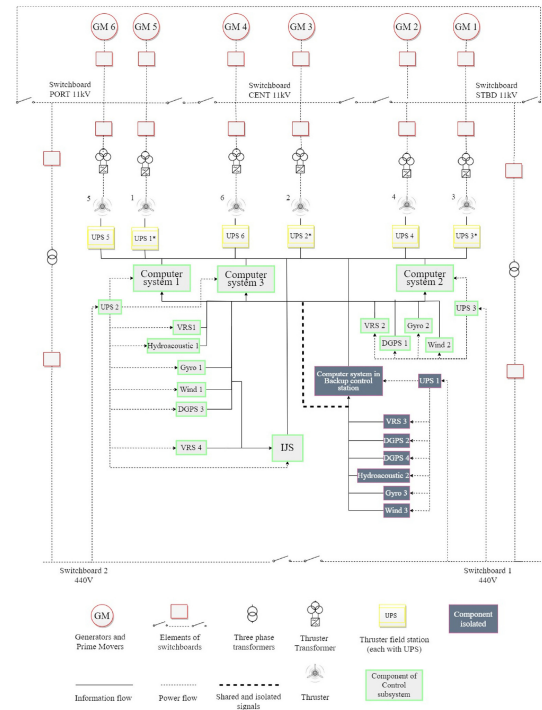 GM 6
GM 5
GM 4
GM 3
GM 2
GM 1
Switchboard
PORT 11kV
Switchboard
CENT 11kV
Switchboard
STBD 11kV
5
1
6
2
4
3
UPS 5
UPS 1*
UPS 6
UPS 2*
UPS 4
UPS 3*
Computer
system 1
Computer
system 3
Computer
system 2
UPS 2
UPS 3
VRS1
VRS 2
Gyro 2
Hydroacoustic 1
DGPS 1
Wind 2
Gyro 1
Computer system in
Backup control
station
UPS 1
Wind 1
DGPS 3
VRS 3
VRS 4
IJS
DGPS 2
DGPS 4
Hydroacoustic 2
Gyro 3
Wind 3
Switchboard 2
440V
Switchboard 1
440V
GM
UPS
Component
isolated
Generators and
Prime Movers
Elements of
switchboards
Three phase
transformers
Thruster
Transformer
Thruster field station
(each with UPS)
Information flow
Power flow
Shared and isolated
signals
Thruster
Component of
Control
subsystem